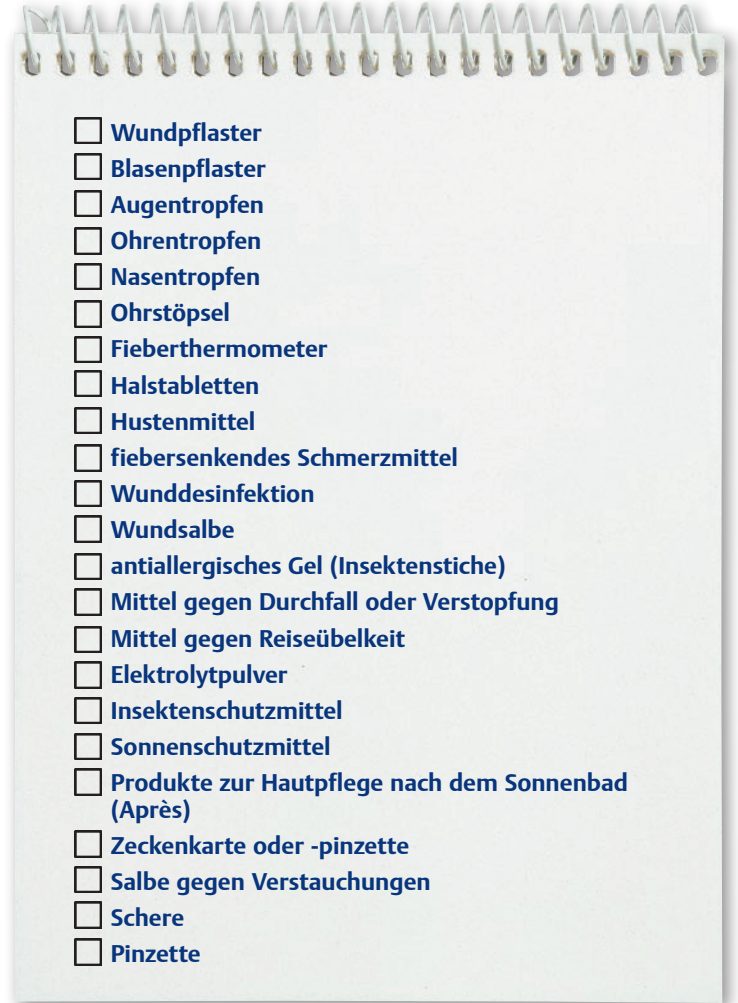 Wundpflaster
Blasenpflaster
Augentropfen
Ohrentropfen
Nasentropfen
Ohrstöpsel
Fieberthermometer
Halstabletten
Hustenmittel
fiebersenkendes Schmerzmittel
Wunddesinfektion
Wundsalbe
antiallergisches Gel (Insektenstiche)
Mittel gegen Durchfall oder Verstopfung
Mittel gegen Reiseübelkeit
Elektrolytpulver
Insektenschutzmittel
Sonnenschutzmittel
Produkte zur Hautpflege nach dem Sonnenbad
(Après)
Zeckenkarte oder -pinzette
Salbe gegen Verstauchungen
Schere
Pinzette